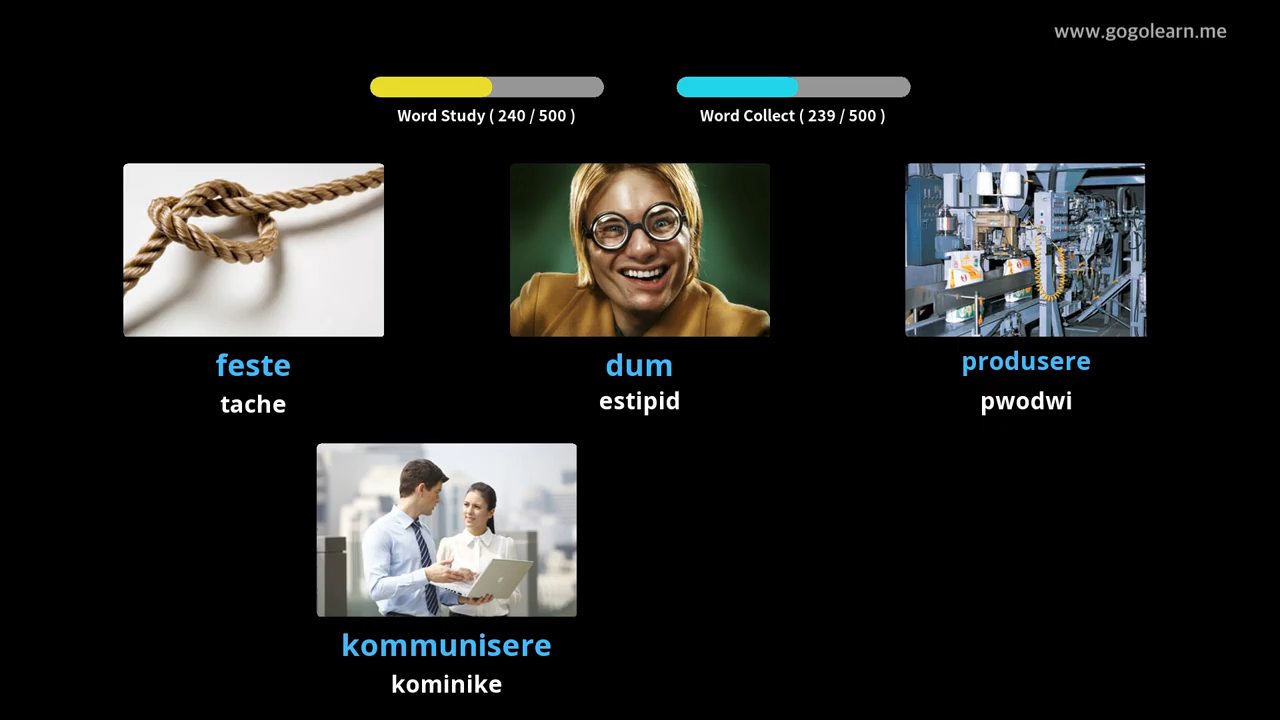 www.gogolearn.me
Word Study ( 240 / 500 )
Word Collect ( 239 / 500 )
feste
tache
dum
estipid
produsere
pwodwi
kommunisere
kominike